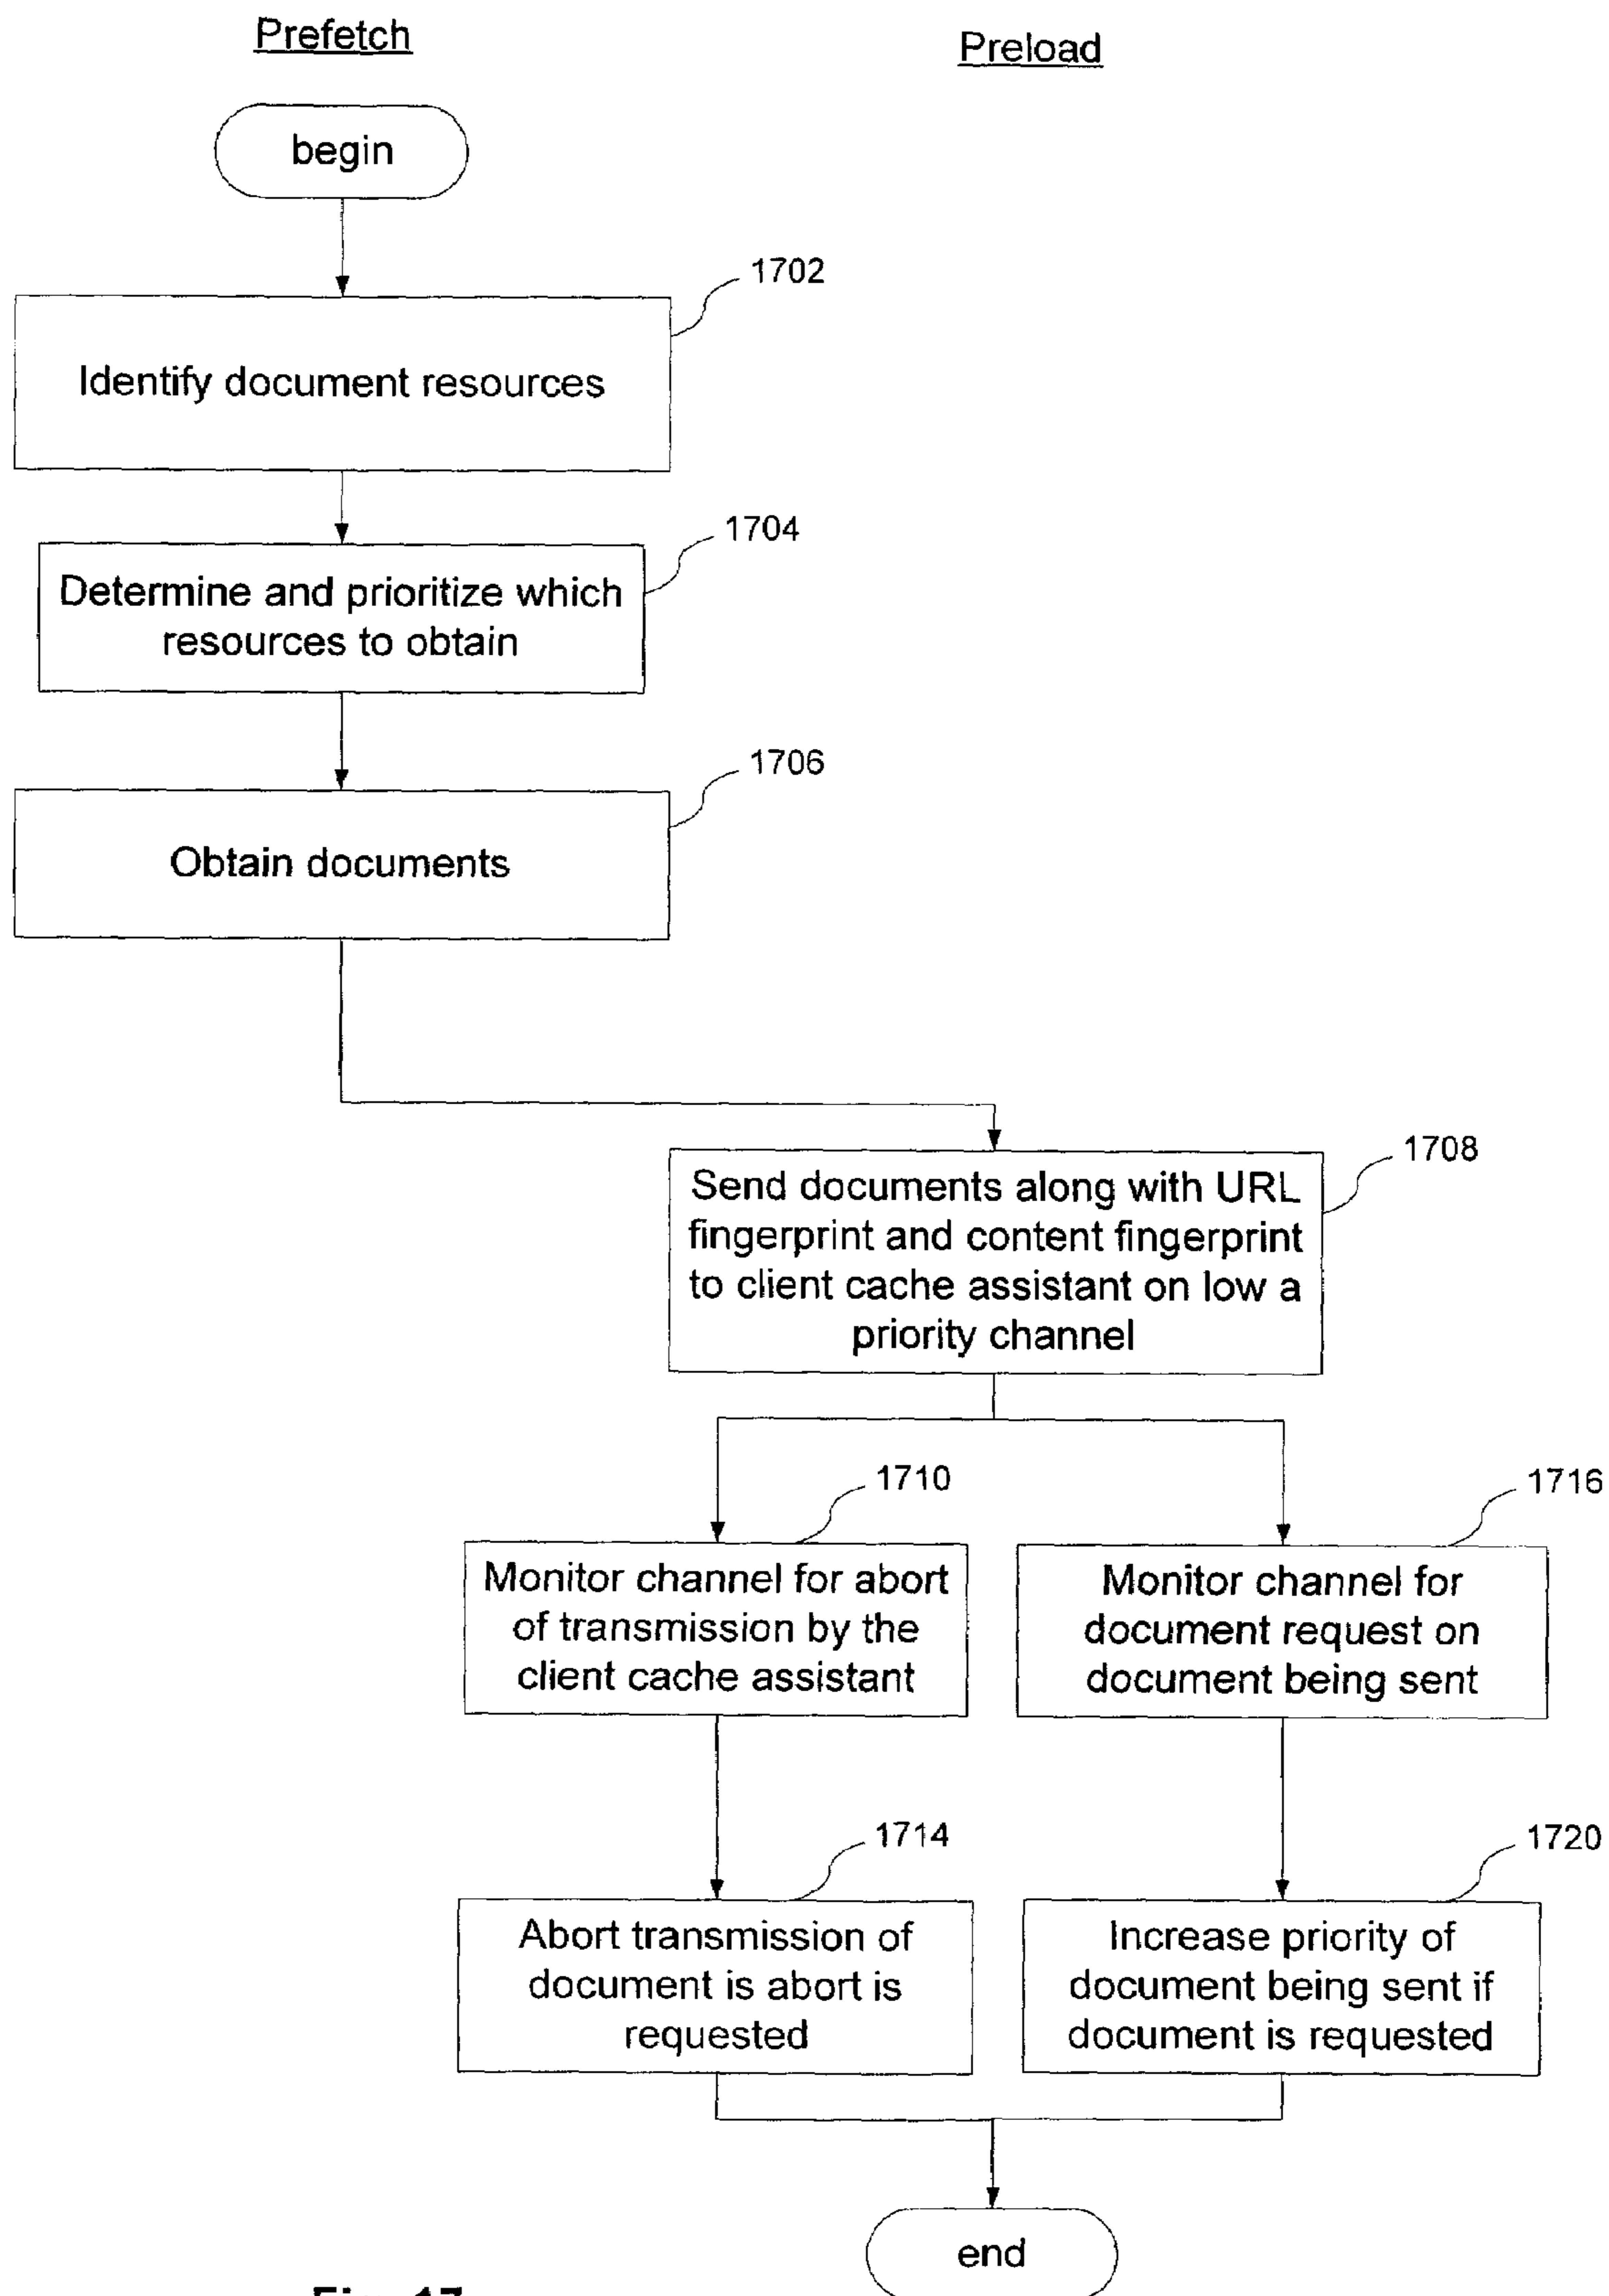 Prefetch
Preload
begin
1702
Identify document resources
1704
Determine and prioritize which
resources to obtain
1706
Obtain documents
1708
Send documents along with URL
fingerprint and content fingerprint
to client cache assistant on low a
priority channel
1710
Monitor channel for abort
of transmission by the
client cache assistant
1716
Monitor channel for
document request on
document being sent
1714
Abort transmission of
document is abort is
requested
1720
Increase priority of
document being sent if
document is requested
end